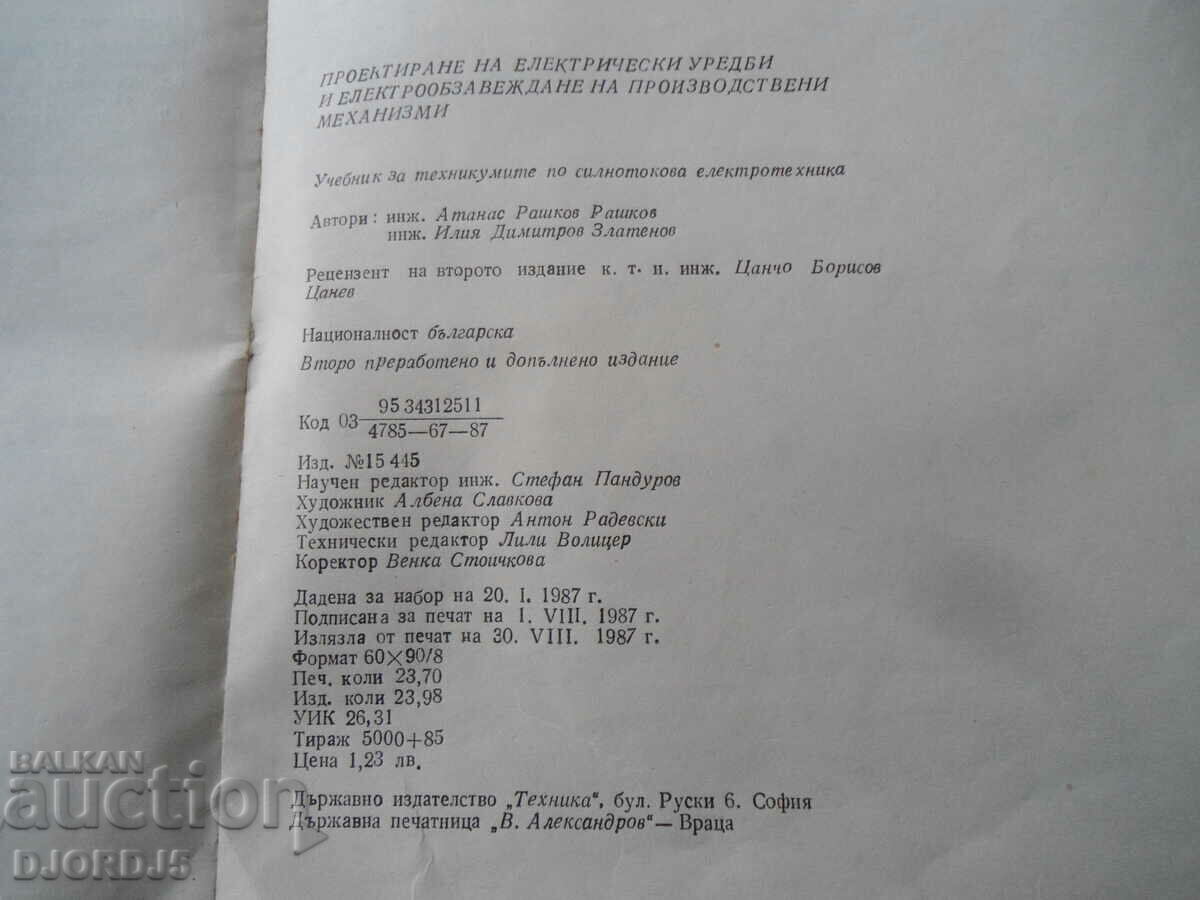 ПРОЕКТИРАНЕ НА ЕЛЕКТРИЧЕСКИ УРЕДБИ
И ЕЛЕКТРООБЗАВЕЖДАНЕ НА ПРОИЗВОДСТВЕНИ
МЕХАНИЗМИ
Учебник за техникумите по силнотокова електротехника
Автори: инж. Атанас Рашков Рашков
инж. Илия Димитров Златенов
Рецензент на второто издание к. т. н. инж. Цанчо Борисов
Цанев
Националност българска
Второ преработено и допълнено издание
Код 03 9534312511
4785—67—87
Изд. №15 445
Научен редактор инж. Стефан Пандуров
Художник Албена Славкова
Художествен редактор Антон Радевски
Технически редактор Лили Волицер
Коректор Венка Стоичкова
Дадена за набор на 20. I. 1987 г.
Подписана за печат на I. VIII. 1987 г.
Излязла от печат на 30. VIII. 1987 г.
Формат 60×90/8
Печ. коли 23,70
Изд. коли 23,98
УИК 26,31
Тираж 5000+85
Цена 1,23 лв.
Държавно издателство „Техника“, бул. Руски 6. София
Държавна печатница „В. Александров“ — Враца
BALKAN
auction
DJORDJ5